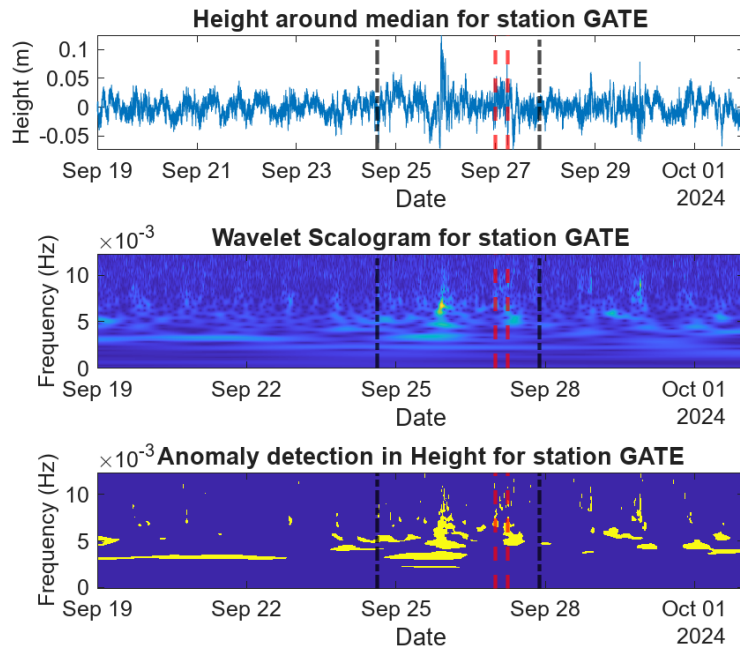 Height around median for station GATE
Height (m)
0.1
0.05
0
-0.05
Sep 19 Sep 21 Sep 23 Sep 25 Sep 27 Sep 29 Oct 01
Date
2024
×10-3
Wavelet Scalogram for station GATE
Frequency (Hz)
10
5
0
Sep 19 Sep 22 Sep 25 Sep 28 Oct 01
Date
2024
×10-3
Anomaly detection in Height for station GATE
Frequency (Hz)
10
5
0
Sep 19 Sep 22 Sep 25 Sep 28 Oct 01
Date
2024